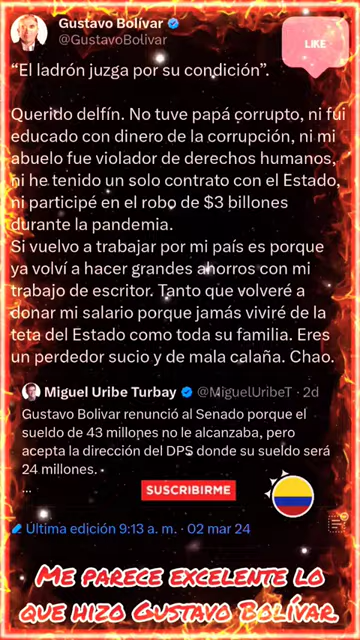 Gustavo Bolívar
@GustavoBolivar
LIKE
“El ladrón juzga por su condición”.
Querido delfín. No tuve papá corrupto, ni fui
educado con dinero de la corrupción, ni mi
abuelo fue violador de derechos humanos,
ni he tenido un solo contrato con el Estado,
ni participé en el robo de $3 billones
durante la pandemia.
Si vuelvo a trabajar por mi país es porque
ya volví a hacer grandes ahorros con mi
trabajo de escritor. Tanto que volveré a
donar mi salario porque jamás viviré de la
teta del Estado como toda su familia. Eres
un perdedor sucio y de mala calaña. Chao.
Miguel Uribe Turbay @MiguelUribeT · 2d
Gustavo Bolivar renunció al Senado porque el
sueldo de 43 millones no le alcanzaba, pero
acepta la dirección del DPS donde su sueldo será
24 millones.
...
SUSCRIBIRME
Última edición 9:13 a. m. · 02 mar 24
Me parece excelente lo
que hizo Gustavo Bolívar